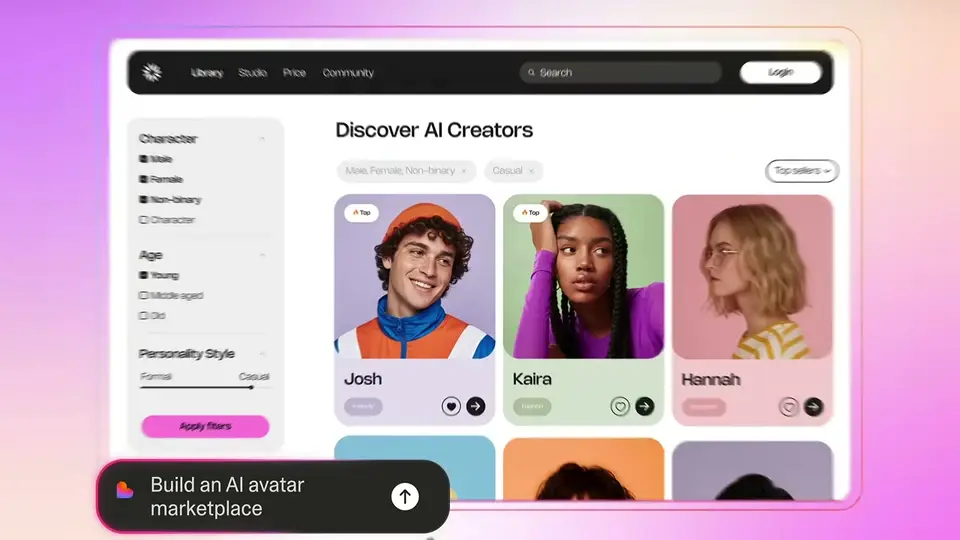 Library Studio Price Community Search Login
Discover AI Creators
Male, Female, Non-binary × Casual × Top sellers
Character
Male
Female
Non-binary
Character
Age
Young
Middle aged
Old
Personality Style
Formal Casual
Apply filters
Top
Josh
Top
Kaira
Hannah
Build an AI avatar
marketplace